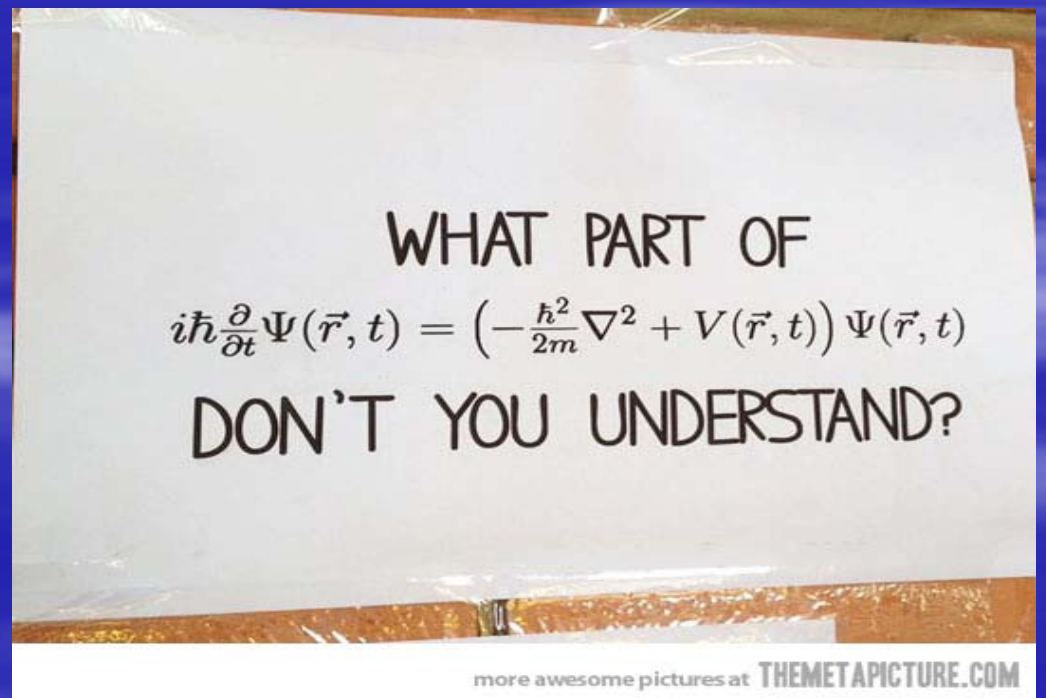 WHAT PART OF
iħ ∂/∂t Ψ(r⃗, t) = (−ħ²/2m ∇² + V(r⃗, t)) Ψ(r⃗, t)
DON'T YOU UNDERSTAND?
more awesome pictures at THEMETAPICTURE.COM